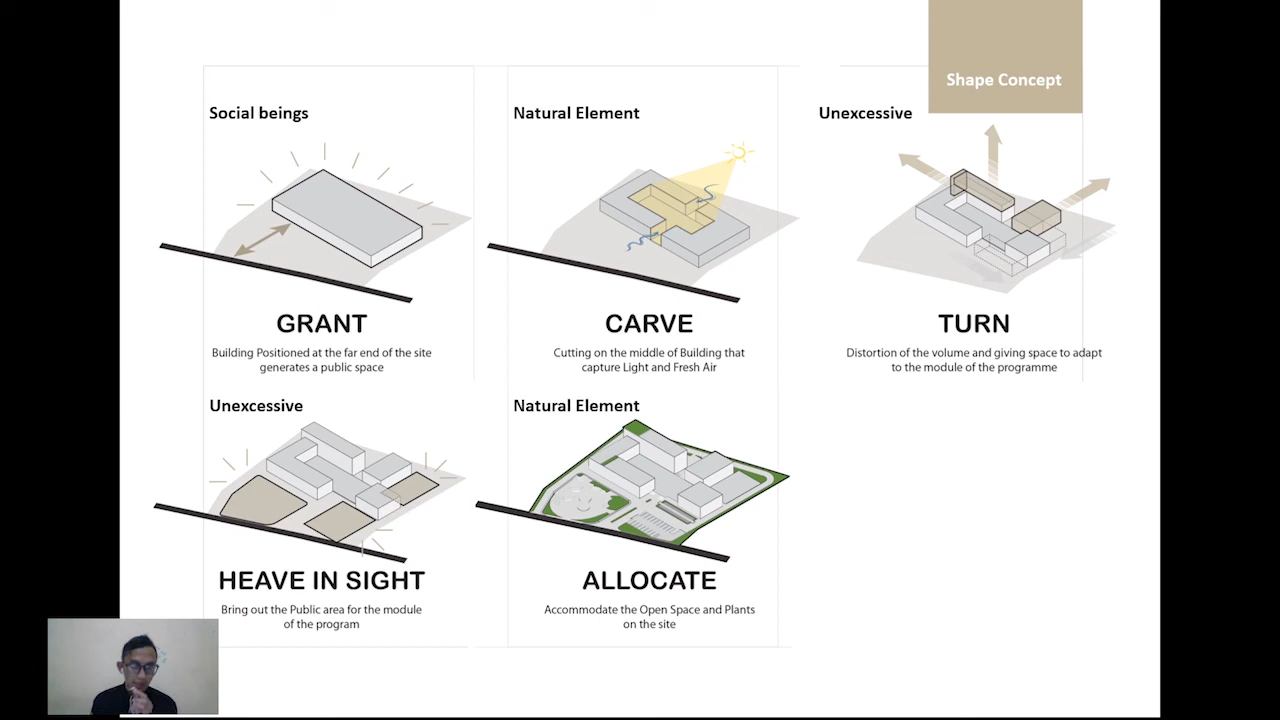 Shape Concept
Social beings
Natural Element
Unexcessive
GRANT
Building Positioned at the far end of the site
generates a public space
CARVE
Cutting on the middle of Building that
capture Light and Fresh Air
TURN
Distortion of the volume and giving space to adapt
to the module of the programme
Unexcessive
Natural Element
HEAVE IN SIGHT
Bring out the Public area for the module
of the program
ALLOCATE
Accommodate the Open Space and Plants
on the site